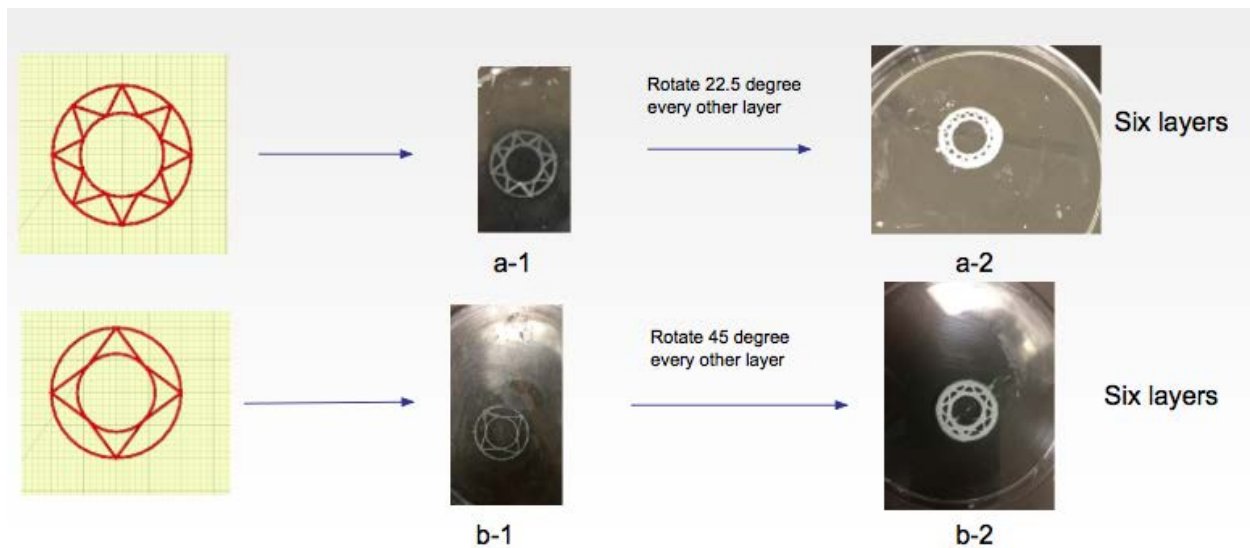 Rotate 22.5 degree
every other layer
Six layers
a-1
a-2
Rotate 45 degree
every other layer
Six layers
b-1
b-2